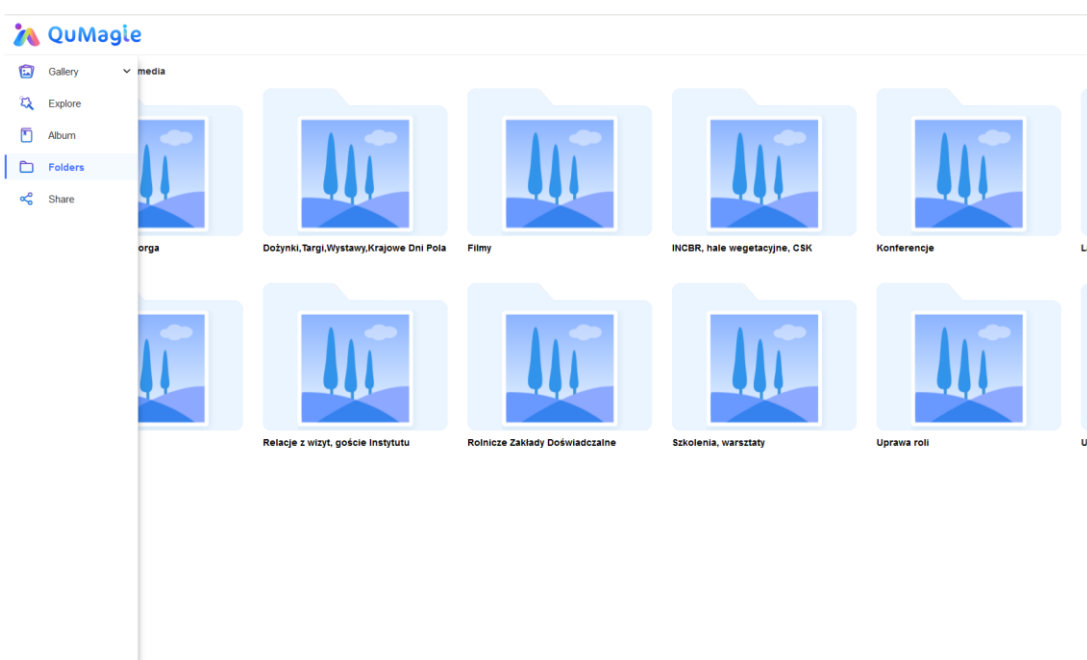 QuMagie
Gallery
media
Explore
Album
Folders
Share
orga
Dożynki,Targi,Wystawy,Krajowe Dni Pola
Filmy
INCBR, hale wegetacyjne, CSK
Konferencje
Relacje z wizyt, goście Instytutu
Rolnicze Zakłady Doświadczalne
Szkolenia, warsztaty
Uprawa roli